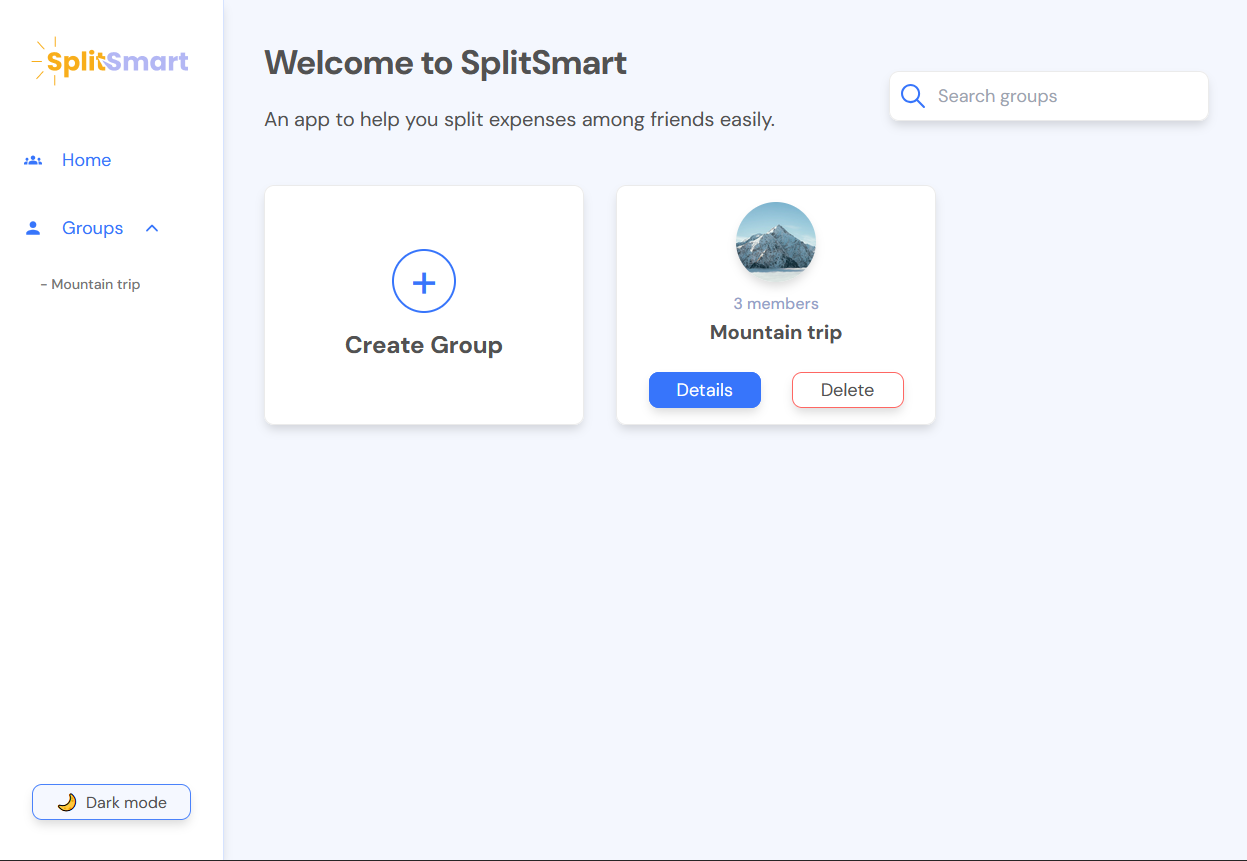 SplitSmart
Home
Groups
- Mountain trip
Dark mode
Welcome to SplitSmart
An app to help you split expenses among friends easily.
Search groups
Create Group
3 members
Mountain trip
Details
Delete